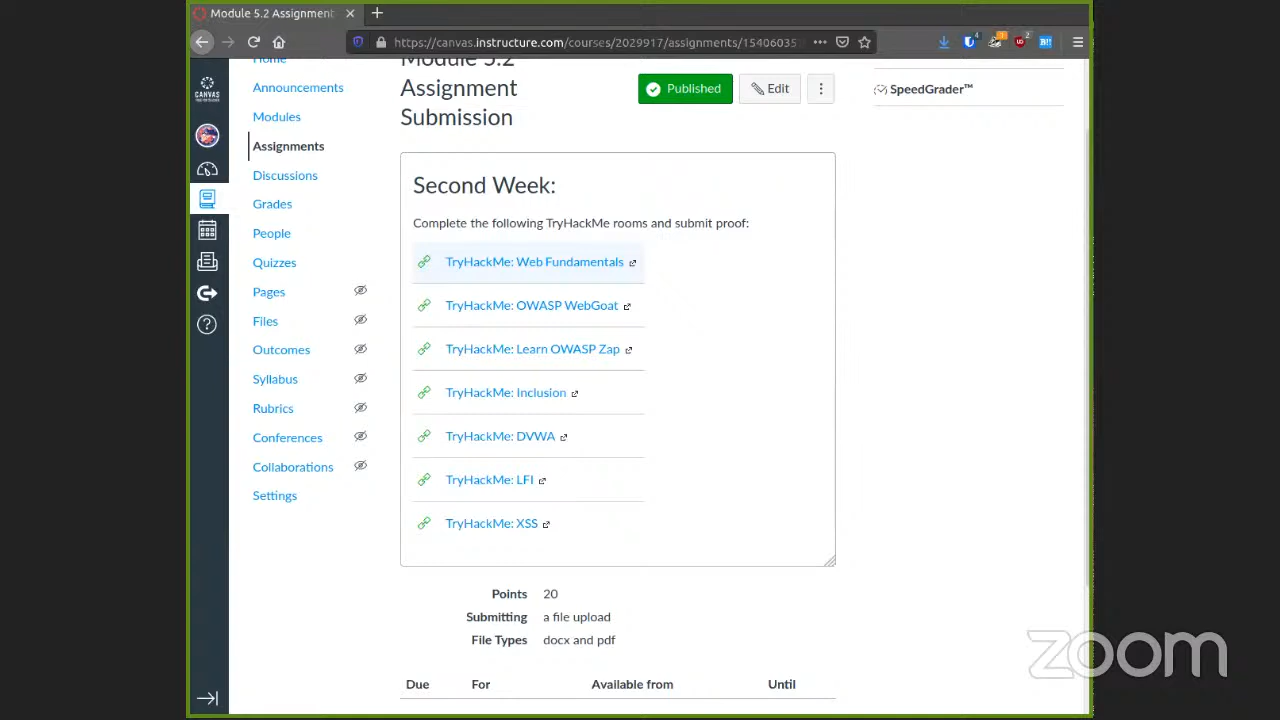 Module 5.2 Assignment
https://canvas.instructure.com/courses/2029917/assignments/15406035
CANVAS
Home
Announcements
Modules
Assignments
Discussions
Grades
People
Quizzes
Pages
Files
Outcomes
Syllabus
Rubrics
Conferences
Collaborations
Settings
Module 5.2
Assignment
Submission
Published
Edit
SpeedGrader™
Second Week:
Complete the following TryHackMe rooms and submit proof:
TryHackMe: Web Fundamentals
TryHackMe: OWASP WebGoat
TryHackMe: Learn OWASP Zap
TryHackMe: Inclusion
TryHackMe: DVWA
TryHackMe: LFI
TryHackMe: XSS
Points 20
Submitting a file upload
File Types docx and pdf
Due For Available from Until
zoom